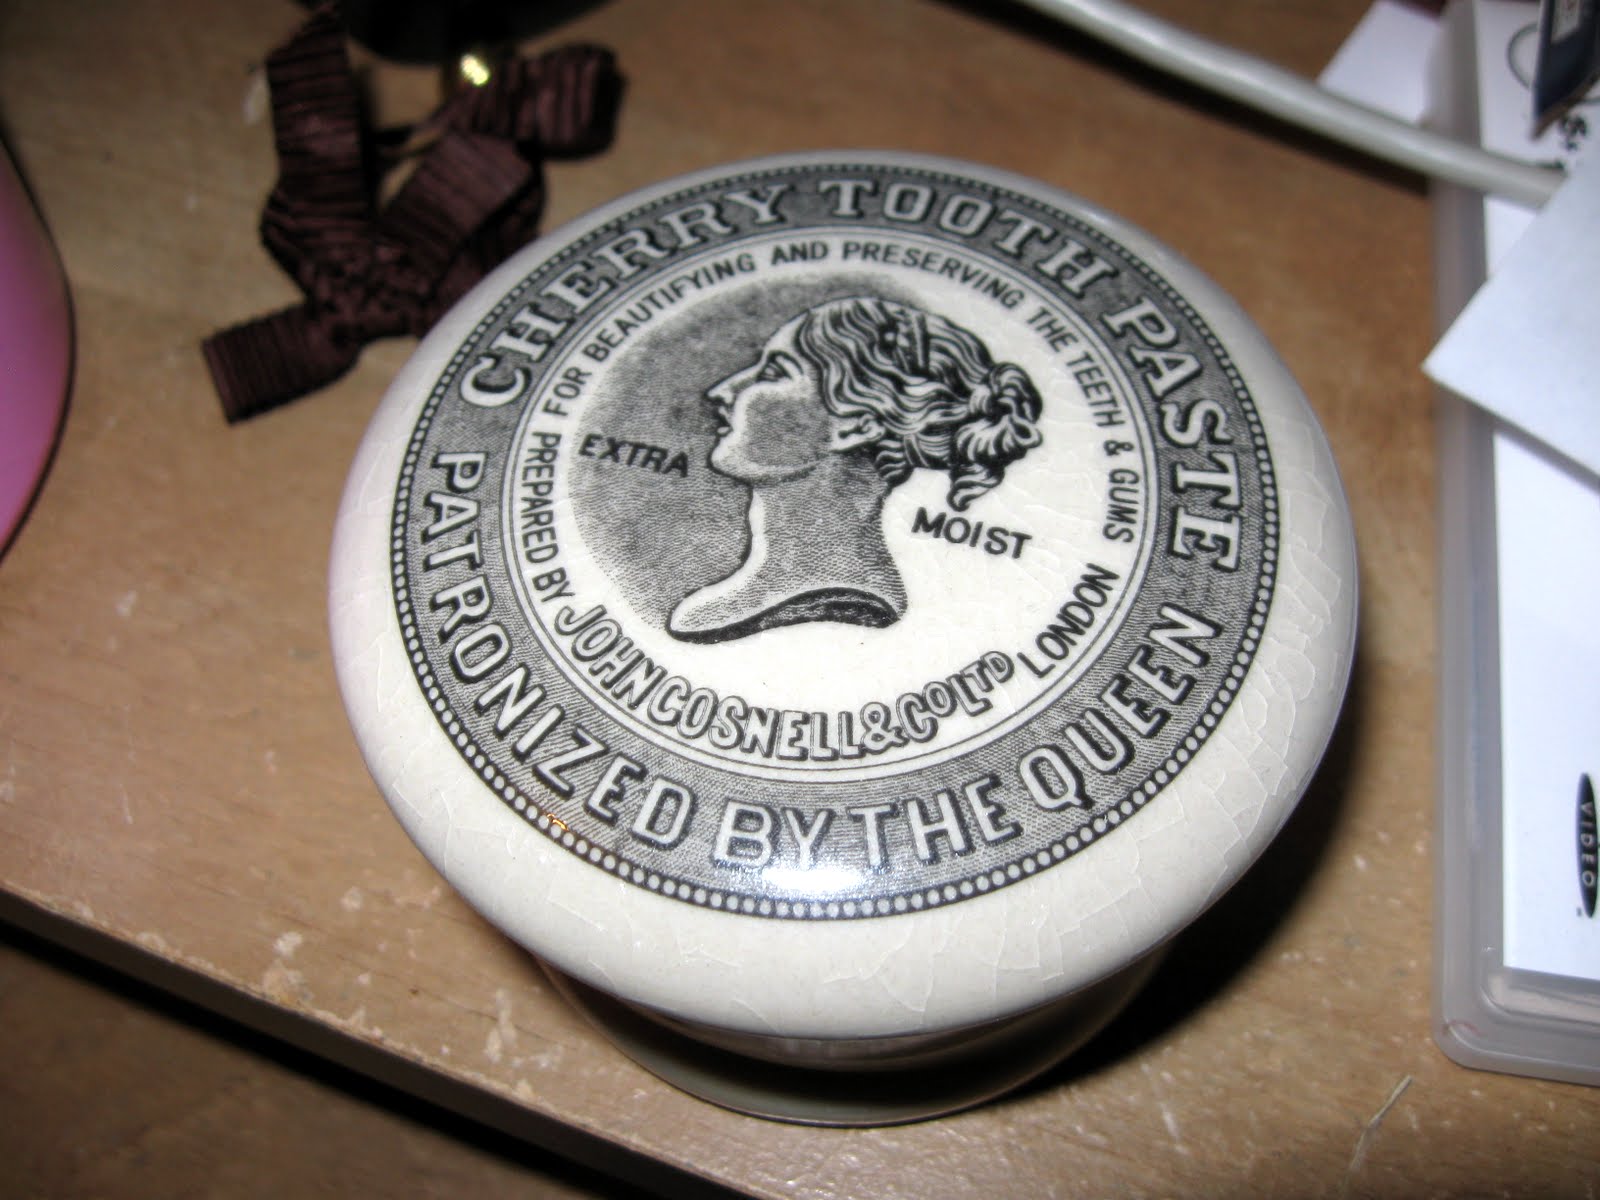 CHERRY TOOTH PASTE
PATRONIZED BY THE QUEEN
FOR BEAUTIFYING AND PRESERVING THE TEETH & GUMS
PREPARED BY JOHN GOSNELL & CO LTD LONDON
EXTRA
MOIST
VIDEO